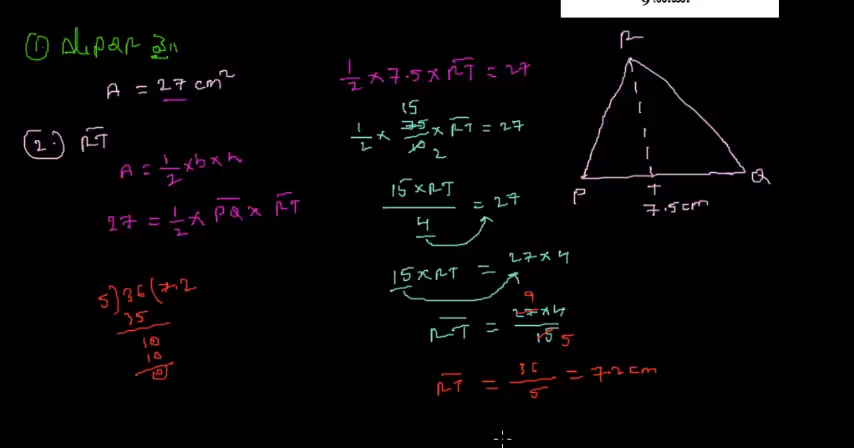 ①
A = 27 cm²
②. RT
A = 1/2 × b × h
27 = 1/2 × PQ × RT
5)36(7.2
35
10
10
0
1/2 × 7.5 × RT = 27
15
1/2 × 75/10 × RT = 27
2
15 × RT / 4 = 27
15 × RT = 27 × 4
9
RT = 27 × 4 / 15
5
RT = 36/5 = 7.2 cm
R
P T Q
7.5 cm